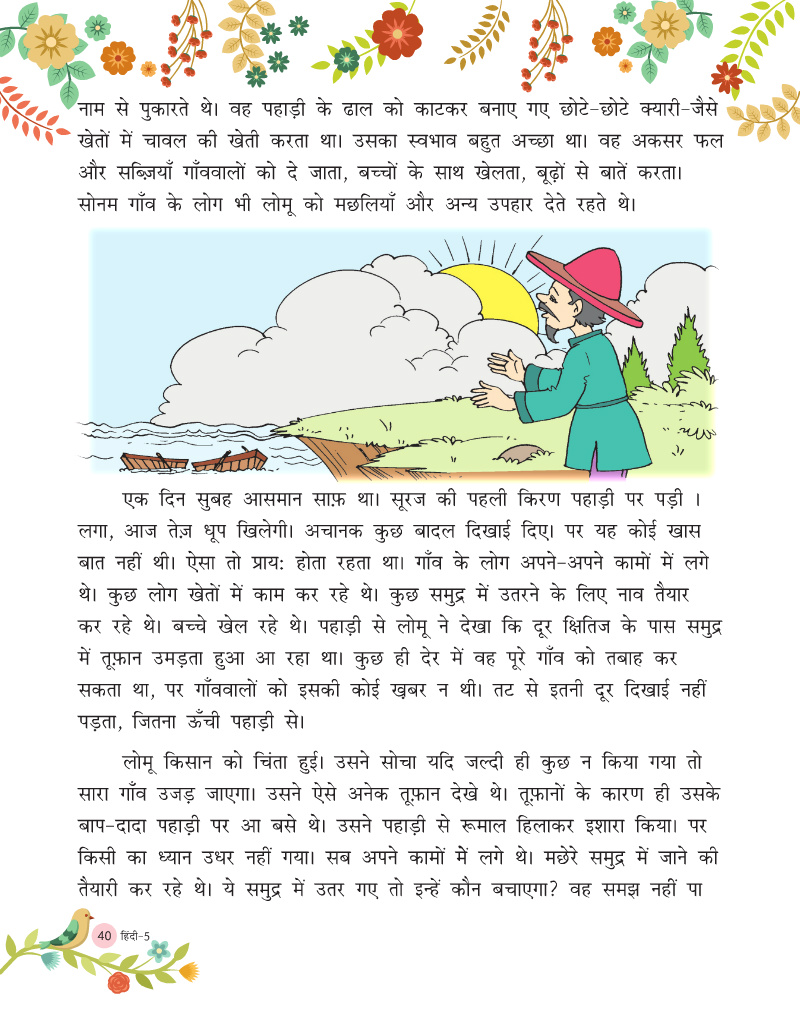 नाम से पुकारते थे। वह पहाड़ी के ढाल को काटकर बनाए गए छोटे-छोटे क्यारी-जैसे
खेतों में चावल की खेती करता था। उसका स्वभाव बहुत अच्छा था। वह अकसर फल
और सब्ज़ियाँ गाँववालों को दे जाता, बच्चों के साथ खेलता, बूढ़ों से बातें करता।
सोनम गाँव के लोग भी लोमू को मछलियाँ और अन्य उपहार देते रहते थे।
एक दिन सुबह आसमान साफ़ था। सूरज की पहली किरण पहाड़ी पर पड़ी ।
लगा, आज तेज़ धूप खिलेगी। अचानक कुछ बादल दिखाई दिए। पर यह कोई खास
बात नहीं थी। ऐसा तो प्राय: होता रहता था। गाँव के लोग अपने-अपने कामों में लगे
थे। कुछ लोग खेतों में काम कर रहे थे। कुछ समुद्र में उतरने के लिए नाव तैयार
कर रहे थे। बच्चे खेल रहे थे। पहाड़ी से लोमू ने देखा कि दूर क्षितिज के पास समुद्र
में तूफ़ान उमड़ता हुआ आ रहा था। कुछ ही देर में वह पूरे गाँव को तबाह कर
सकता था, पर गाँववालों को इसकी कोई ख़बर न थी। तट से इतनी दूर दिखाई नहीं
पड़ता, जितना ऊँची पहाड़ी से।
लोमू किसान को चिंता हुई। उसने सोचा यदि जल्दी ही कुछ न किया गया तो
सारा गाँव उजड़ जाएगा। उसने ऐसे अनेक तूफ़ान देखे थे। तूफ़ानों के कारण ही उसके
बाप-दादा पहाड़ी पर आ बसे थे। उसने पहाड़ी से रूमाल हिलाकर इशारा किया। पर
किसी का ध्यान उधर नहीं गया। सब अपने कामों में लगे थे। मछेरे समुद्र में जाने की
तैयारी कर रहे थे। ये समुद्र में उतर गए तो इन्हें कौन बचाएगा? वह समझ नहीं पा
40 हिंदी-5